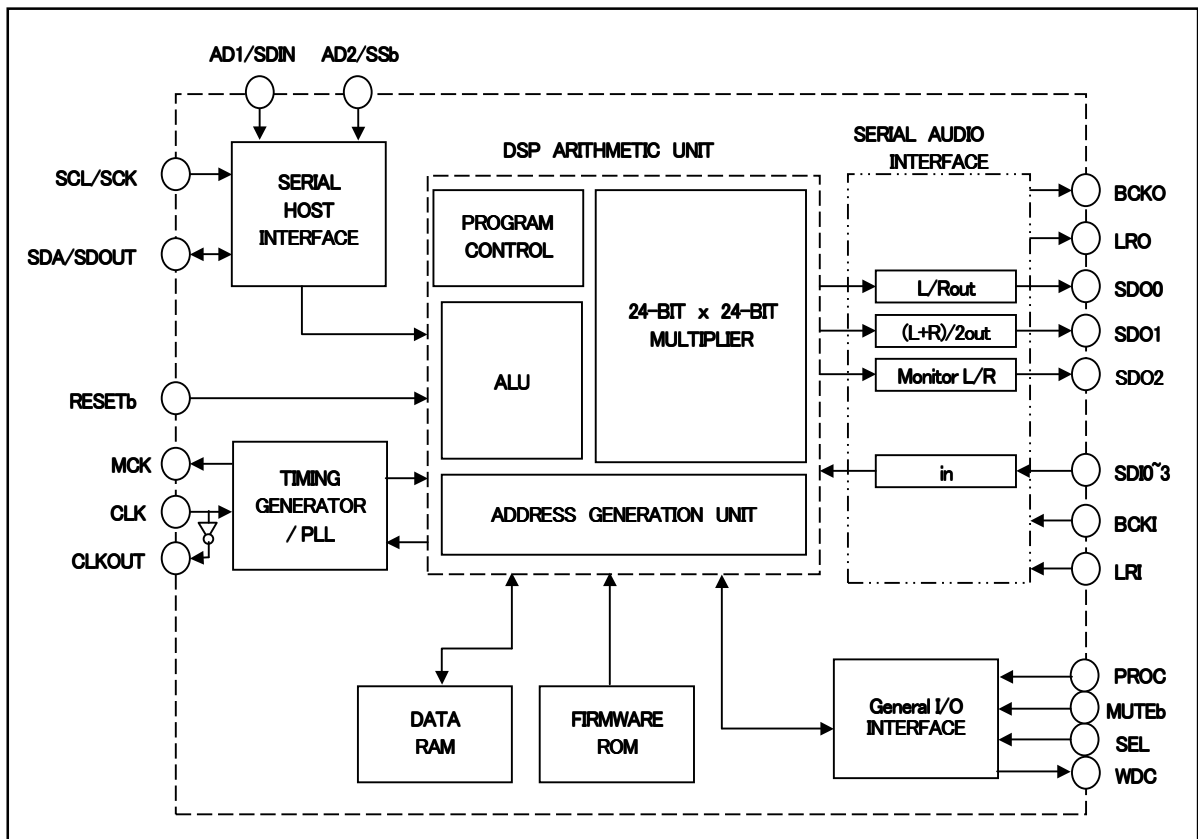 AD1/SDIN AD2/SSb
SCL/SCK
SDA/SDOUT
RESETb
MCK
CLK
CLKOUT
SERIAL
HOST
INTERFACE
TIMING
GENERATOR
/ PLL
DSP ARITHMETIC UNIT
PROGRAM
CONTROL
ALU
24-BIT x 24-BIT
MULTIPLIER
ADDRESS GENERATION UNIT
DATA
RAM
FIRMWARE
ROM
SERIAL AUDIO
INTERFACE
L/Rout
(L+R)/2out
Monitor L/R
in
General I/O
INTERFACE
BCKO
LRO
SDO0
SDO1
SDO2
SDI0~3
BCKI
LRI
PROC
MUTEb
SEL
WDC